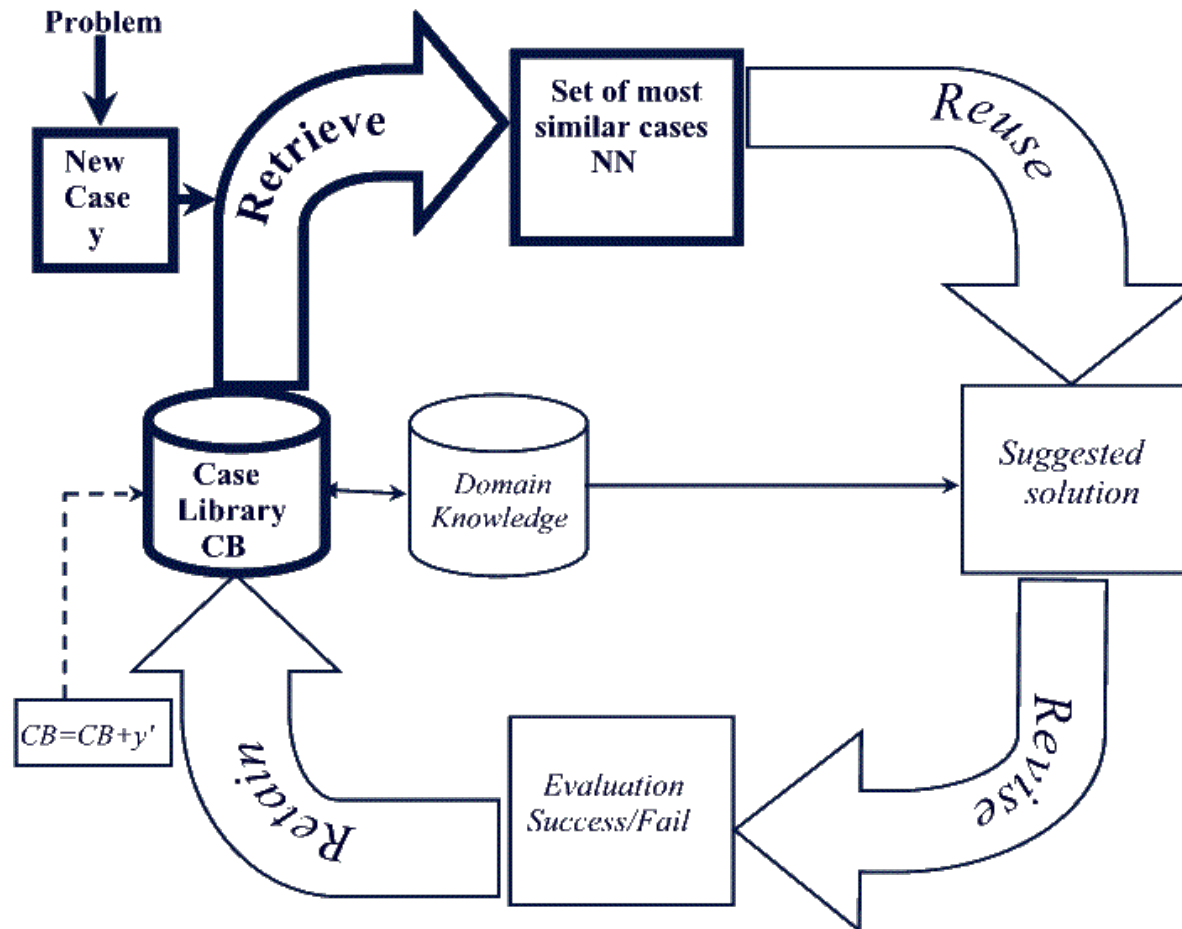 Problem
New
Case
y
Retrieve
Set of most
similar cases
NN
Reuse
Case
Library
CB
Domain
Knowledge
Suggested
solution
CB=CB+y'
Retain
Evaluation
Success/Fail
Revise